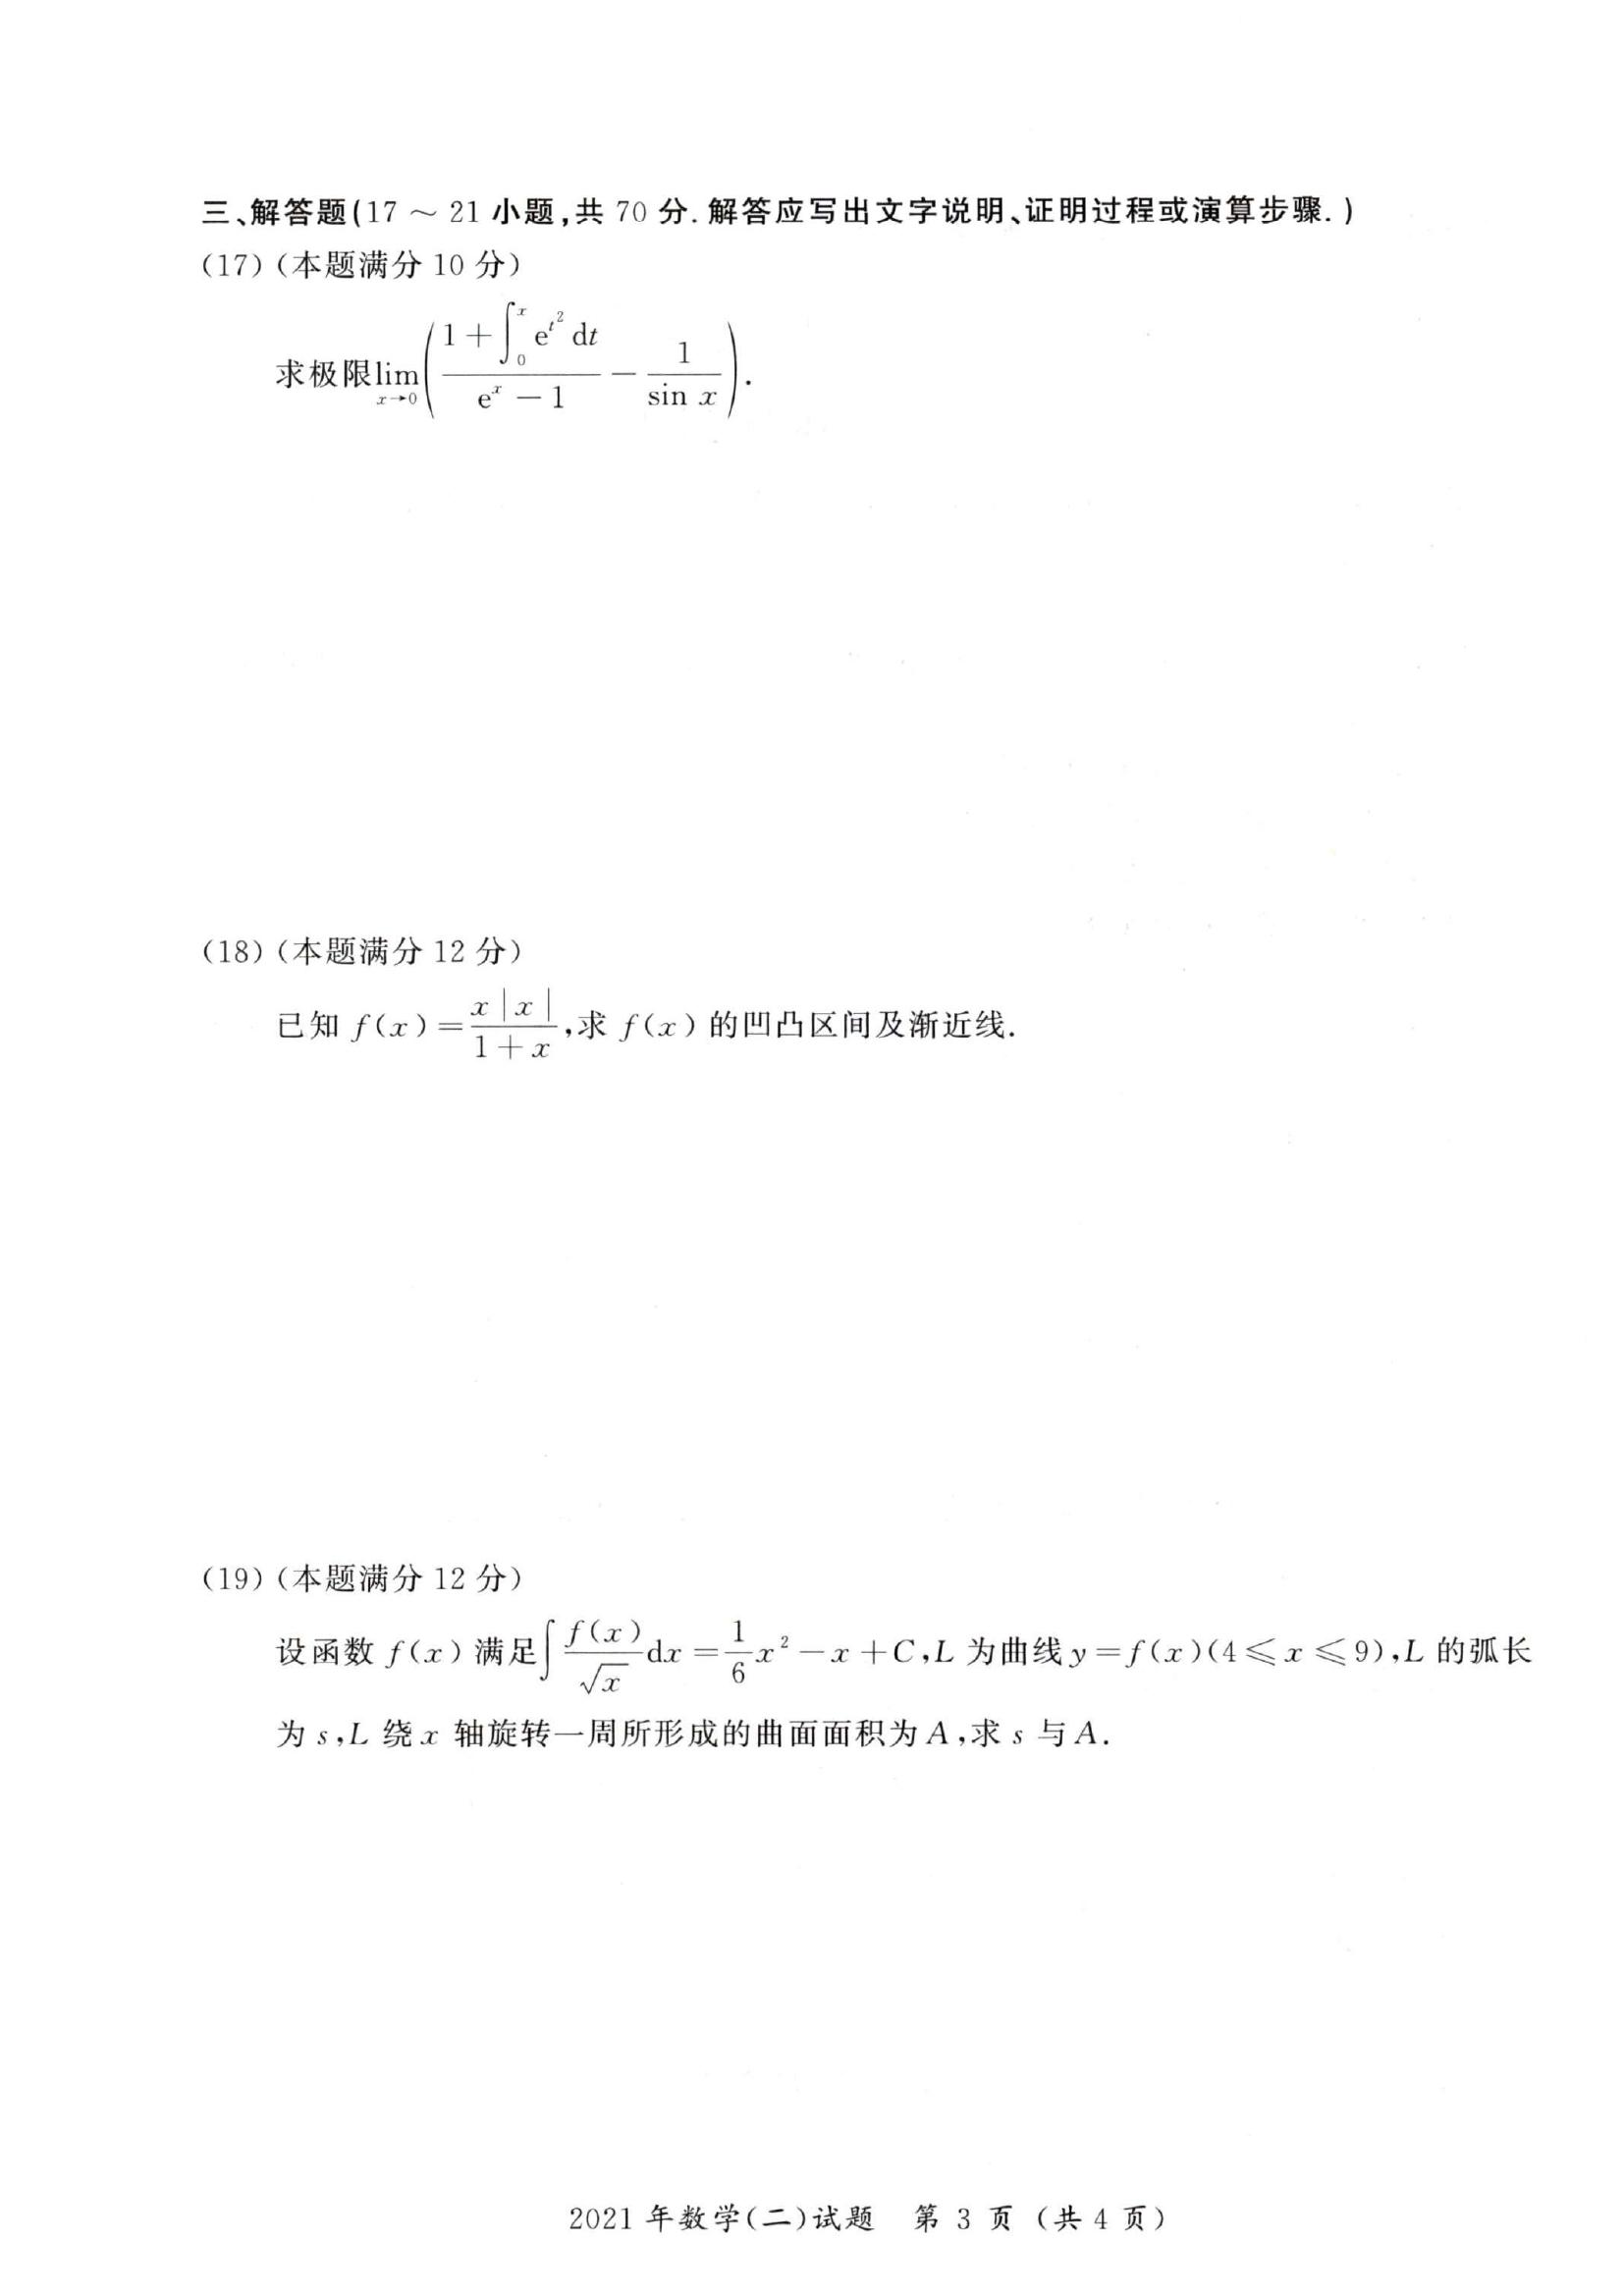 三、解答题(17 ～ 21 小题,共 70 分.解答应写出文字说明、证明过程或演算步骤.)
(17)(本题满分 10 分)
求极限$\lim\limits_{x \to 0}\left(\frac{1+\int_0^x e^{t^2}dt}{e^x-1}-\frac{1}{\sin x}\right)$.
(18)(本题满分 12 分)
已知 $f(x)=\frac{x|x|}{1+x}$,求 $f(x)$ 的凹凸区间及渐近线.
(19)(本题满分 12 分)
设函数 $f(x)$ 满足$\int\frac{f(x)}{\sqrt{x}}dx=\frac{1}{6}x^2-x+C$,$L$ 为曲线 $y=f(x)(4\leqslant x\leqslant 9)$,$L$ 的弧长
为 $s$,$L$ 绕 $x$ 轴旋转一周所形成的曲面面积为 $A$,求 $s$ 与 $A$.
2021 年数学(二)试题 第 3 页 (共 4 页)